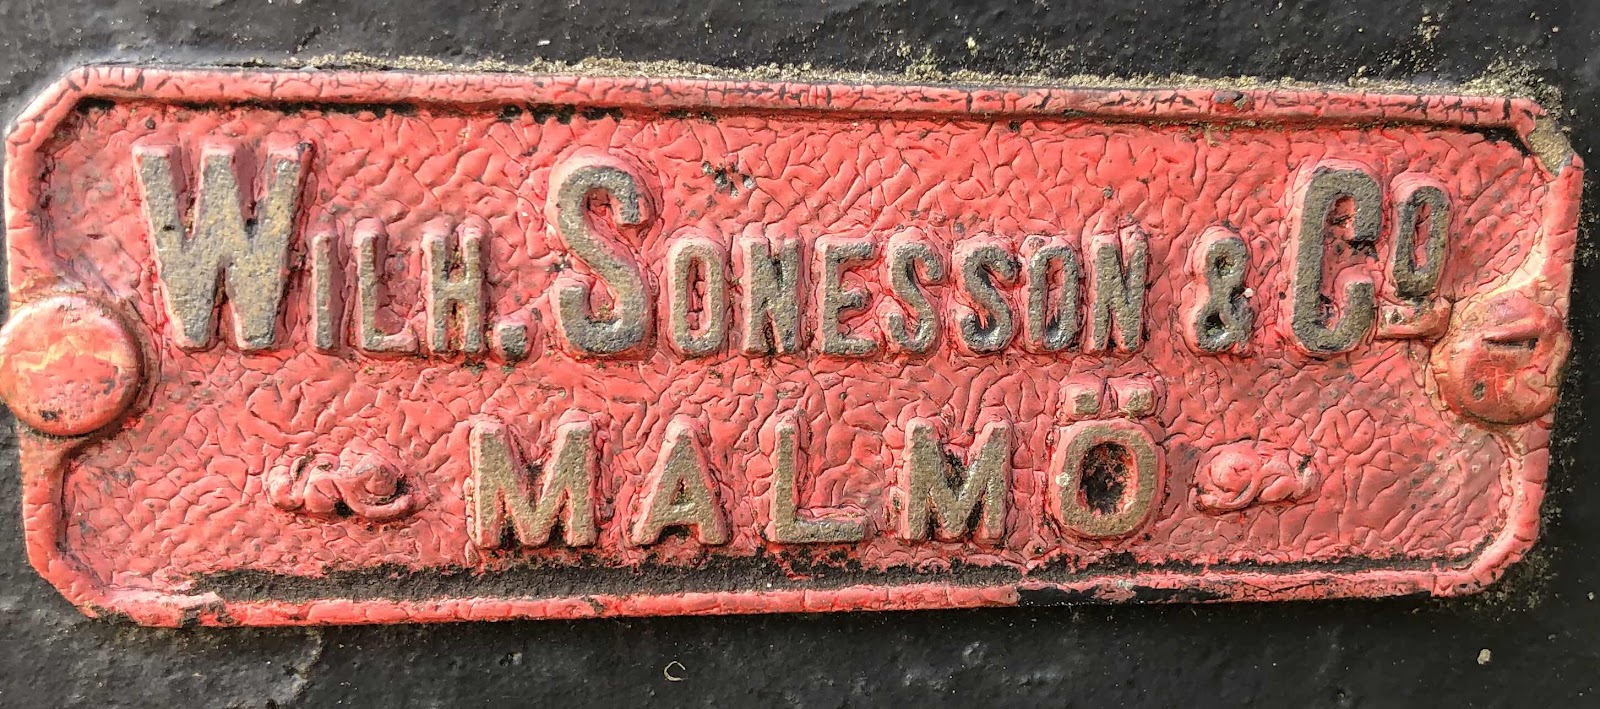 WILH. SONESSON & Co
MALMÖ